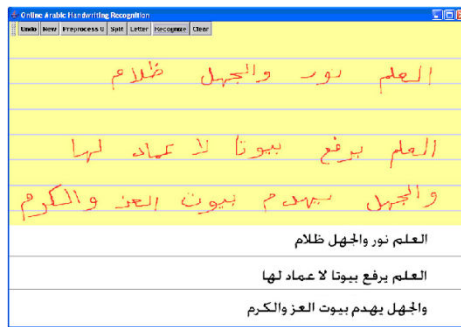 Online Arabic Handwriting Recognition
Undo New Preprocess Split Letter Recognize Clear
العلم نور والجهل ظلام
العلم يرفع بيوتا لا عماد لها
والجهل يهدم بيوت العز والكرم
العلم نور والجهل ظلام
العلم يرفع بيوتا لا عماد لها
والجهل يهدم بيوت العز والكرم